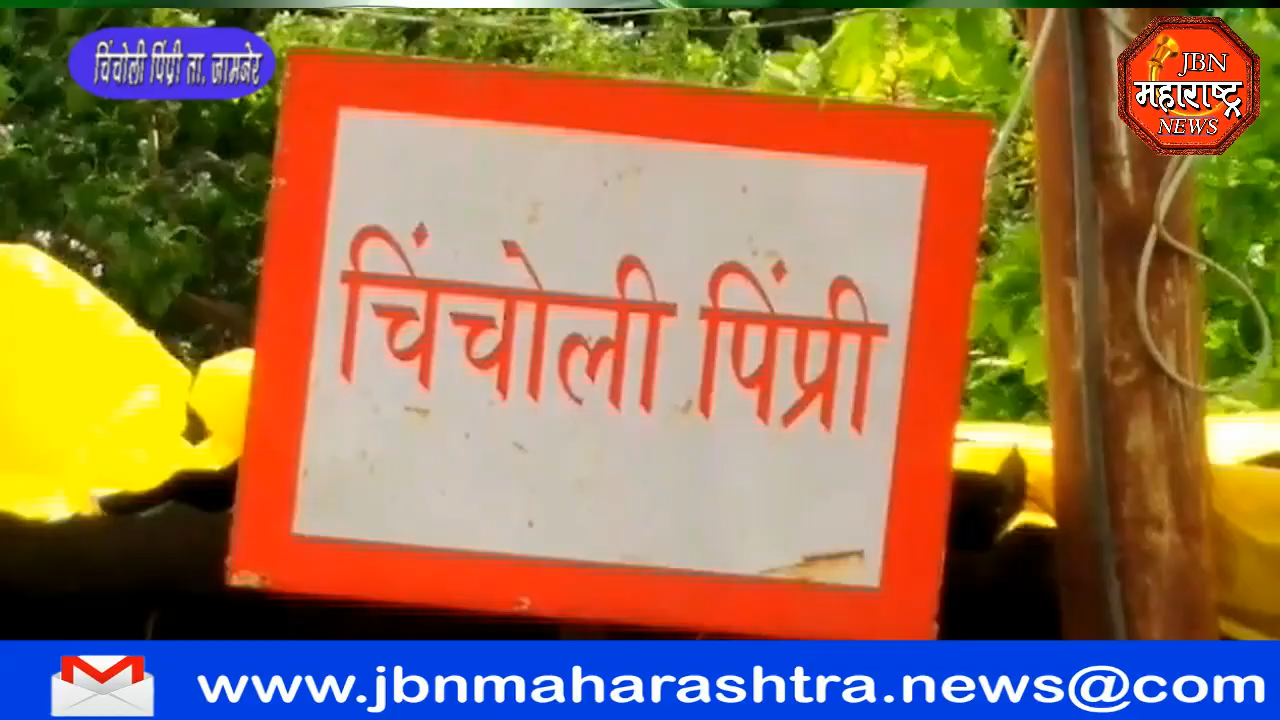 चिंचोली पिंप्री ता. जामनेर
JBN
महाराष्ट्र
NEWS
चिंचोली पिंप्री
www.jbnmaharashtra.news@com